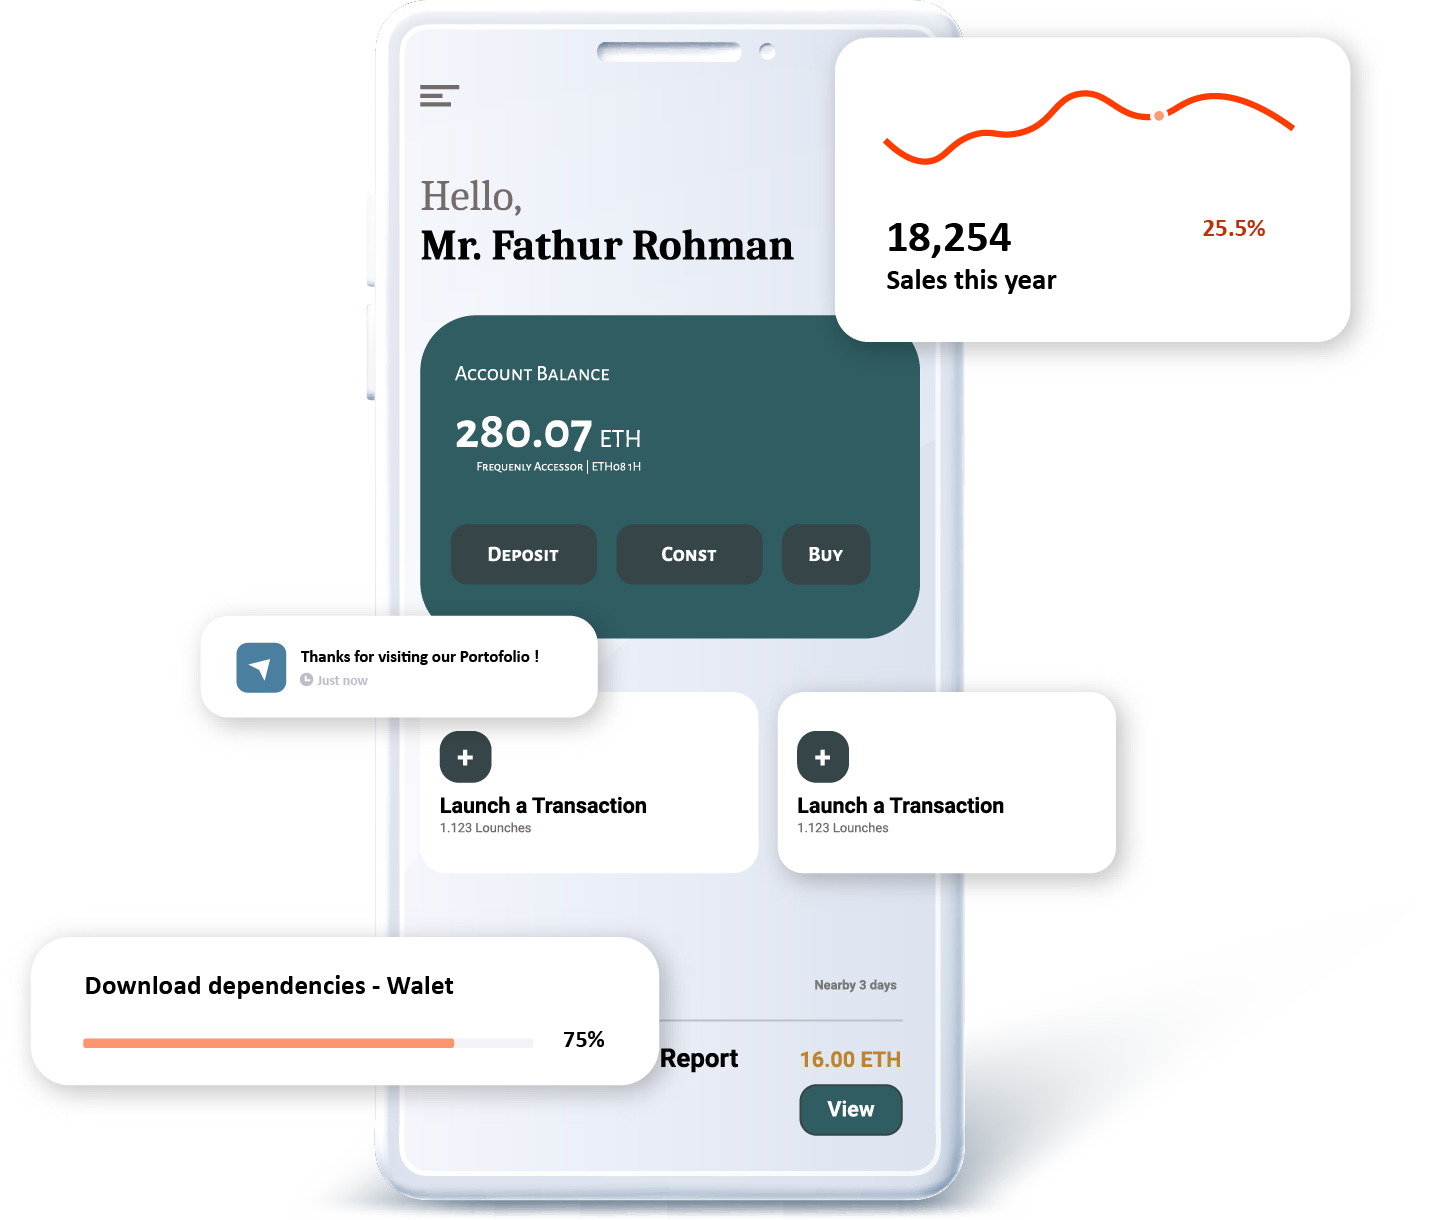 Hello,
Mr. Fathur Rohman
18,254
25.5%
Sales this year
Account Balance
280.07 ETH
Frequenly Accessor | ETH081H
Deposit
Const
Buy
Thanks for visiting our Portofolio !
Just now
Launch a Transaction
1.123 Lounches
Launch a Transaction
1.123 Lounches
Download dependencies - Walet
75%
Nearby 3 days
Report
16.00 ETH
View